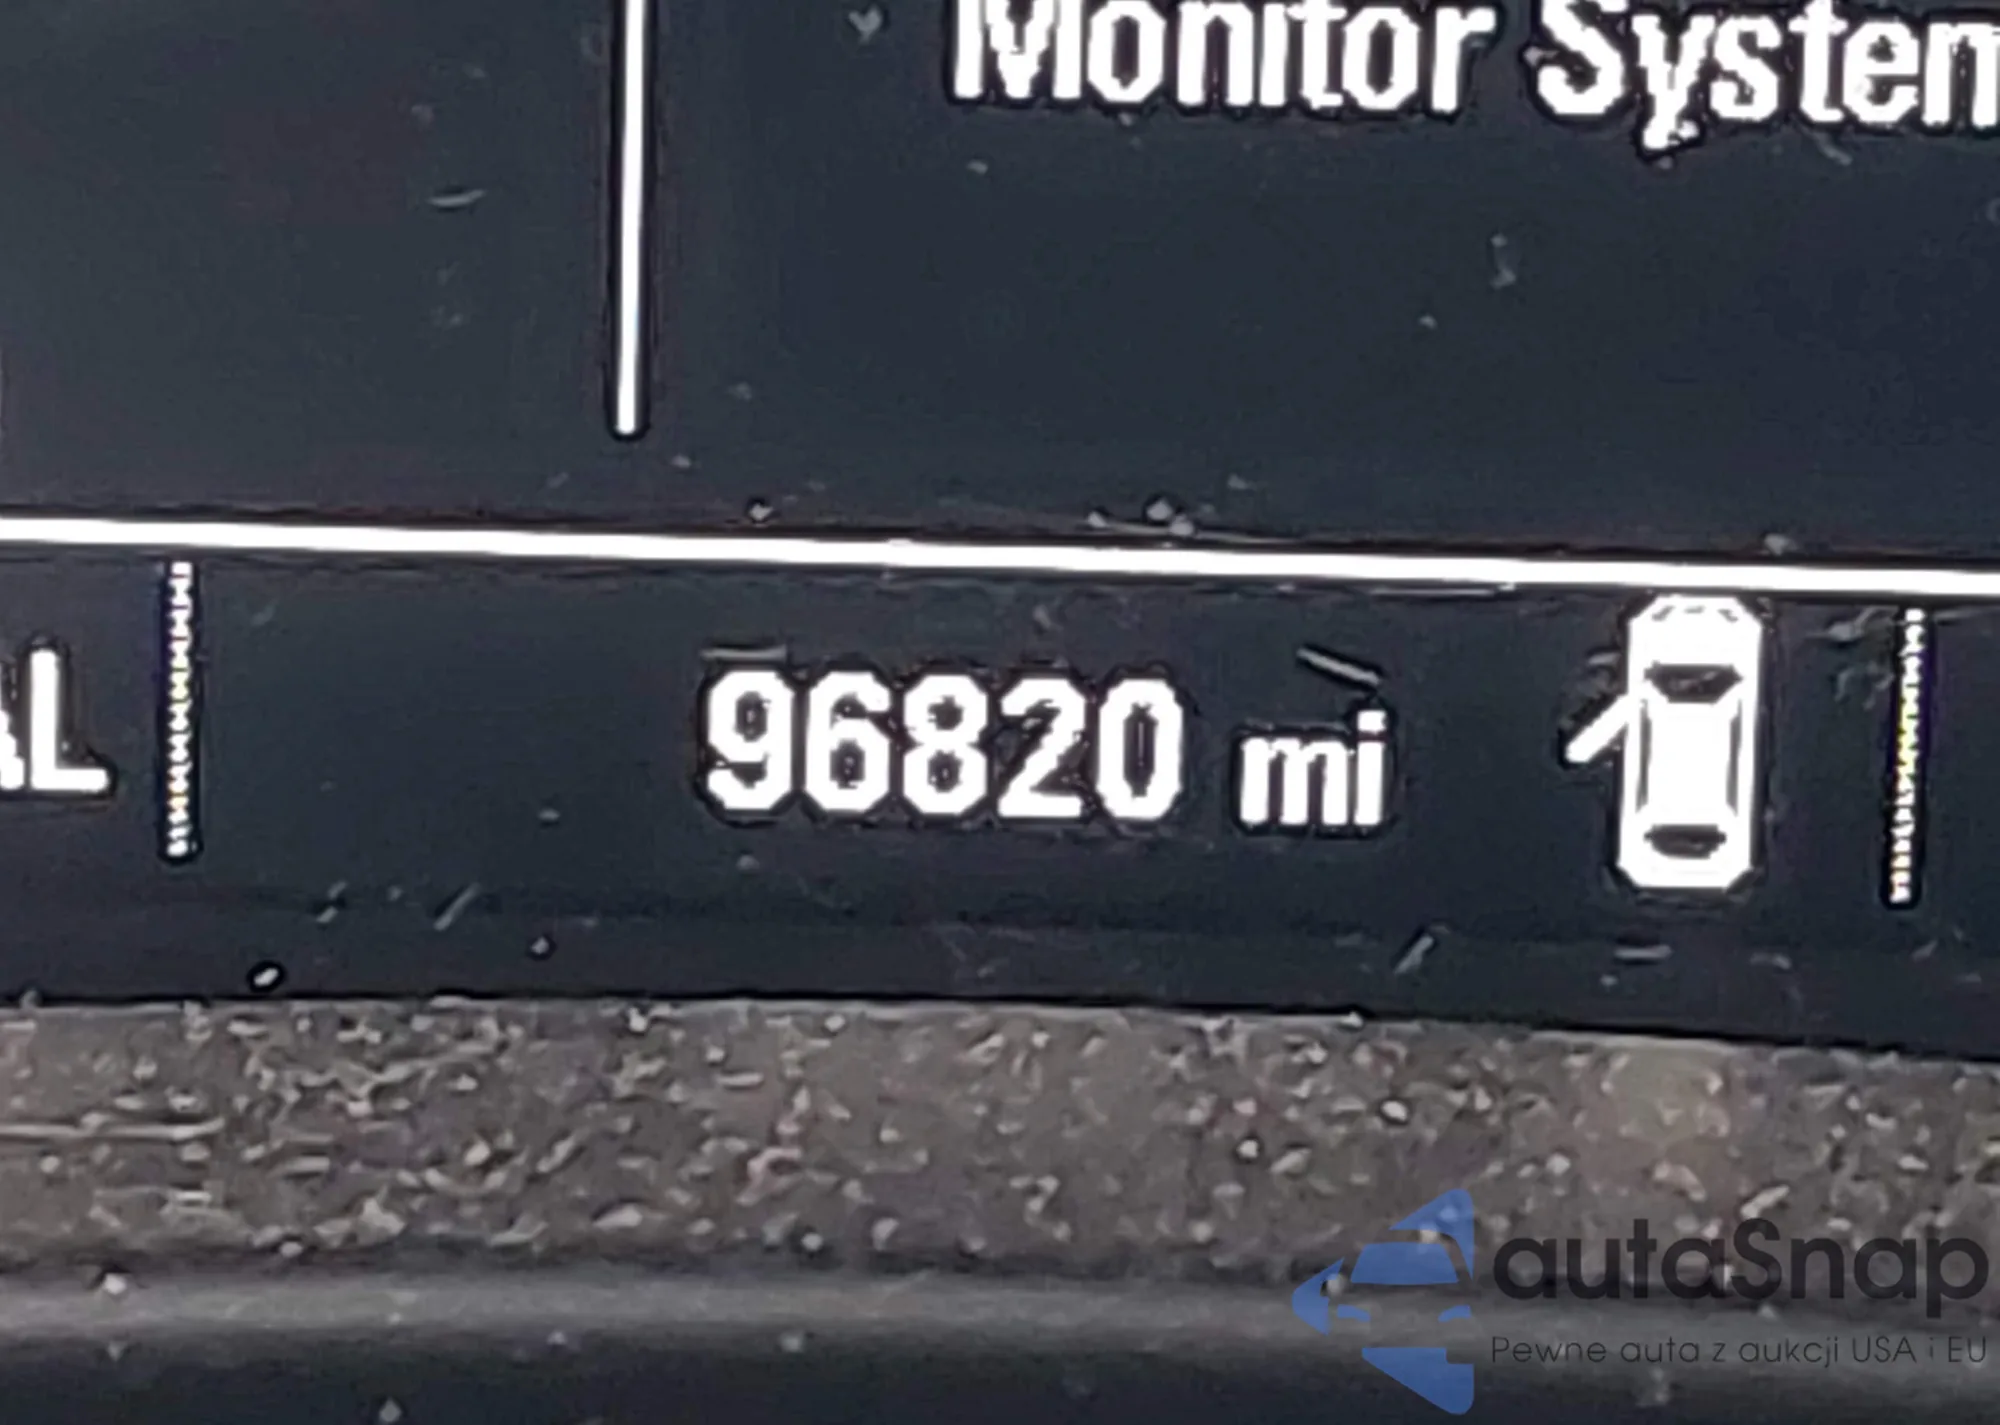 Monitor System
AL
96820 mi
autaSnap
Pewne auta z aukcji USA i EU